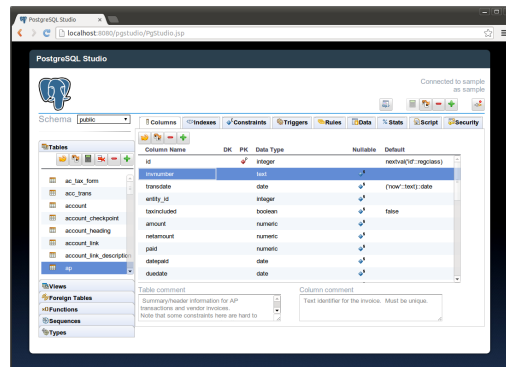 PostgreSQL Studio
localhost:8080/pgstudio/PgStudio.jsp
PostgreSQL Studio
Connected to sample
as sample
Schema public
Columns Indexes Constraints Triggers Rules Data Stats Script Security
Tables
ac_tax_form
acc_trans
account
account_checkpoint
account_heading
account_link
account_link_description
ap
Views
Foreign Tables
Functions
Sequences
Types
Column Name DK PK Data Type Nullable Default
id integer nextval('id'::regclass)
invnumber text
transdate date ('now'::text)::date
entity_id integer
taxincluded boolean false
amount numeric
netamount numeric
paid numeric
datepaid date
duedate date
Table comment
Summary/header information for AP
transactions and vendor invoices.
Note that some constraints here are hard to
Column comment
Text identifier for the invoice. Must be unique.